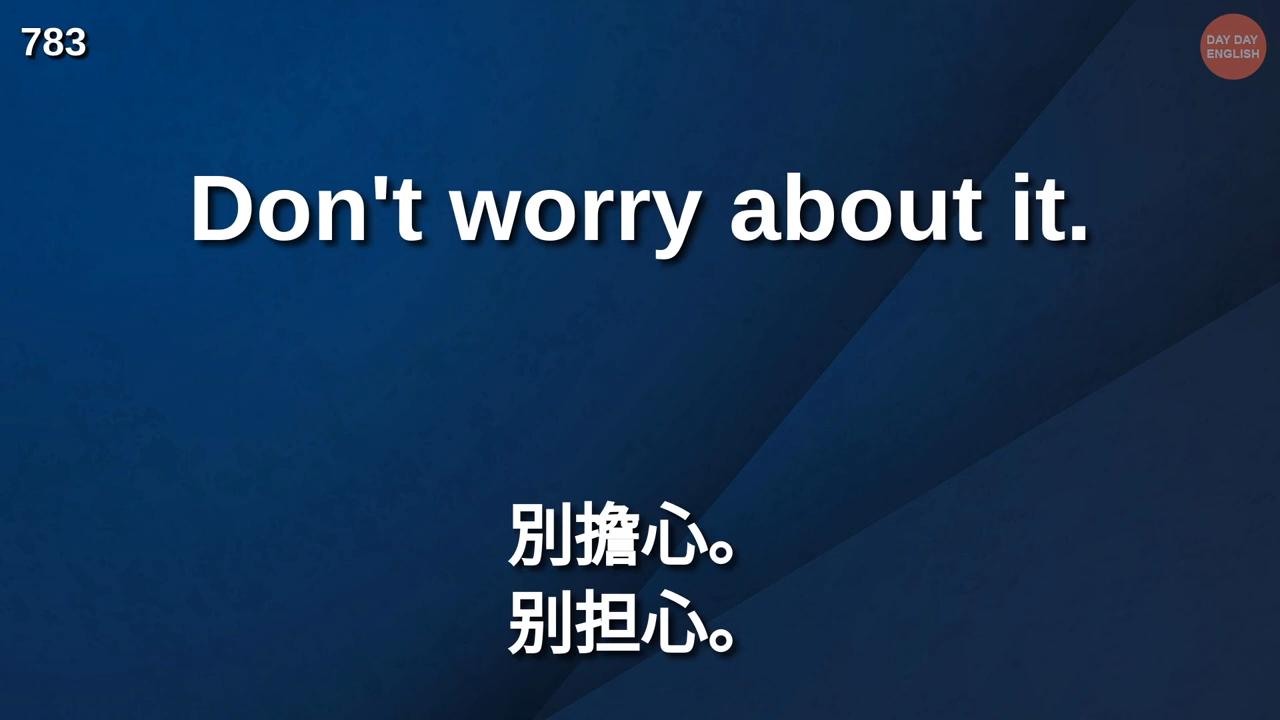 783
DAY DAY
ENGLISH
Don't worry about it.
別擔心。
别担心。